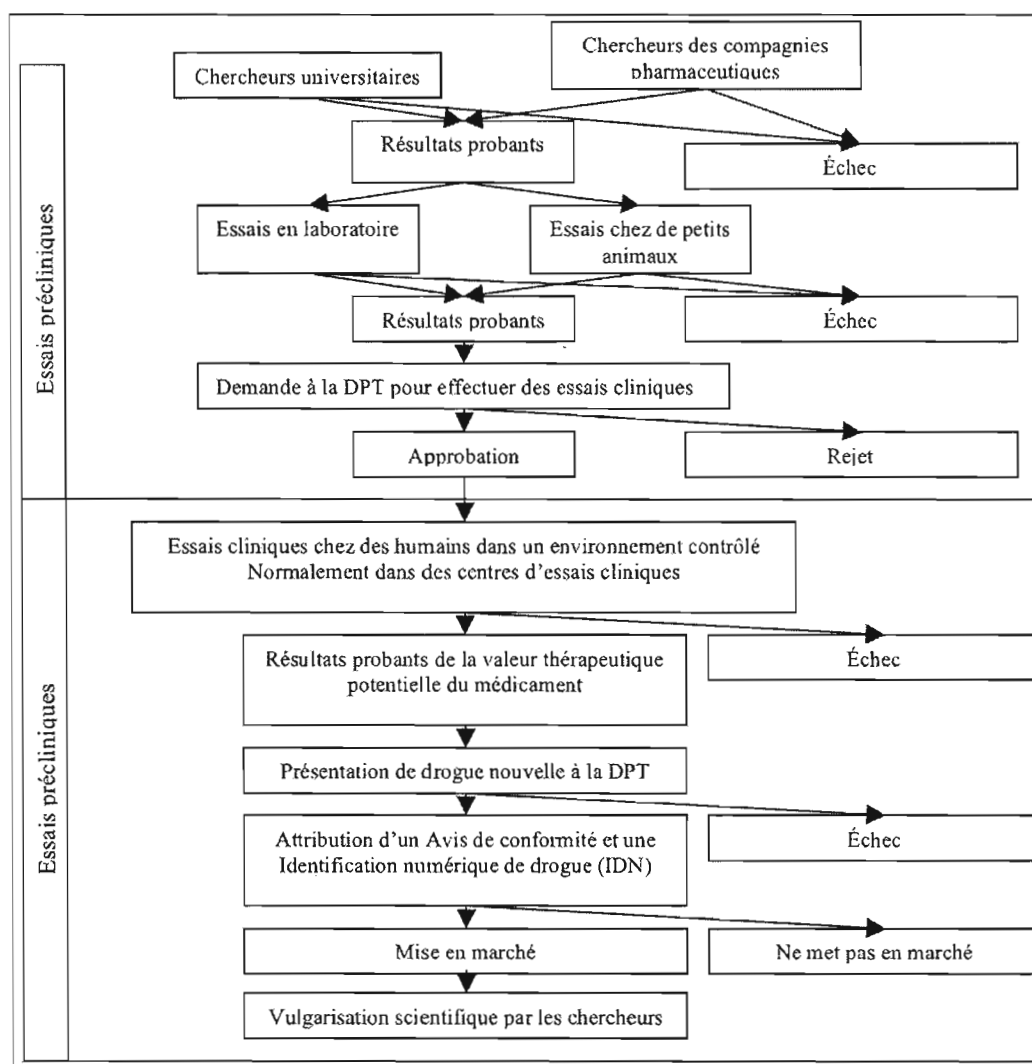 Chercheurs des compagnies
pharmaceutiques
Chercheurs universitaires
Résultats probants
Échec
Essais en laboratoire
Essais chez de petits
animaux
Résultats probants
Échec
Demande à la DPT pour effectuer des essais cliniques
Approbation
Rejet
Essais précliniques
Essais cliniques chez des humains dans un environnement contrôlé
Normalement dans des centres d'essais cliniques
Résultats probants de la valeur thérapeutique
potentielle du médicament
Échec
Présentation de drogue nouvelle à la DPT
Attribution d'un Avis de conformité et une
Identification numérique de drogue (IDN)
Échec
Mise en marché
Ne met pas en marché
Vulgarisation scientifique par les chercheurs
Essais précliniques